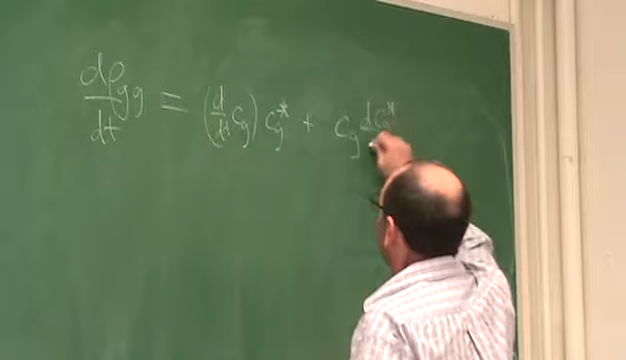 dρgg/dt = (d/dt cg) cg* + cg dcg*